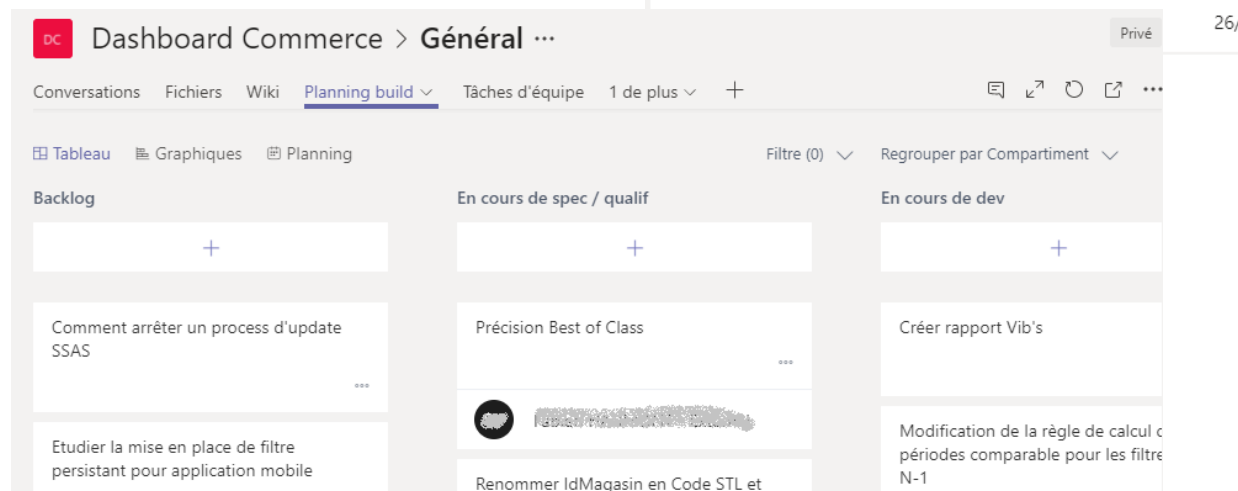 DC Dashboard Commerce > Général ...
Privé
26/
Conversations Fichiers Wiki Planning build Tâches d'équipe 1 de plus +
Tableau Graphiques Planning
Filtre (0) Regrouper par Compartiment
Backlog
En cours de spec / qualif
En cours de dev
+
+
+
Comment arrêter un process d'update
SSAS
Précision Best of Class
Créer rapport Vib's
Etudier la mise en place de filtre
persistant pour application mobile
Renommer IdMagasin en Code STL et
Modification de la règle de calcul
périodes comparable pour les filtre
N-1